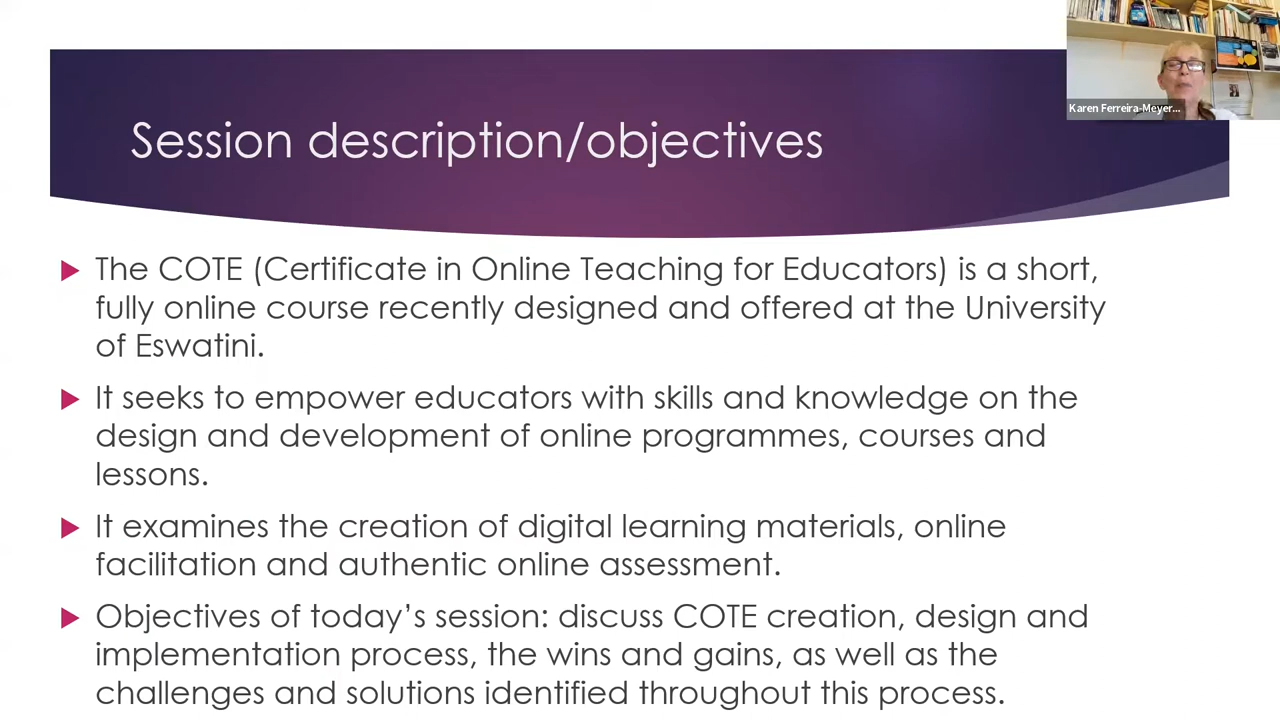 Karen Ferreira-Meyer...
Session description/objectives
The COTE (Certificate in Online Teaching for Educators) is a short,
fully online course recently designed and offered at the University
of Eswatini.
It seeks to empower educators with skills and knowledge on the
design and development of online programmes, courses and
lessons.
It examines the creation of digital learning materials, online
facilitation and authentic online assessment.
Objectives of today’s session: discuss COTE creation, design and
implementation process, the wins and gains, as well as the
challenges and solutions identified throughout this process.